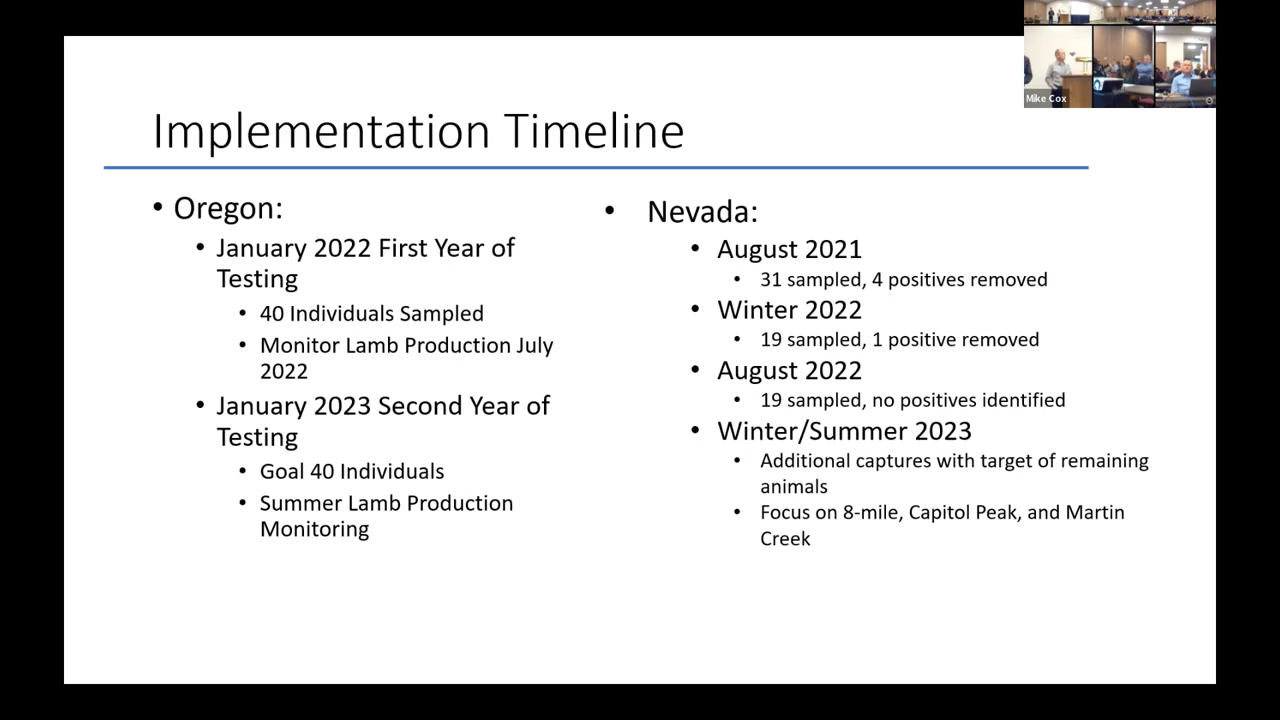 Mike Cox
Implementation Timeline
• Oregon:
• January 2022 First Year of
Testing
• 40 Individuals Sampled
• Monitor Lamb Production July
2022
• January 2023 Second Year of
Testing
• Goal 40 Individuals
• Summer Lamb Production
Monitoring
• Nevada:
• August 2021
• 31 sampled, 4 positives removed
• Winter 2022
• 19 sampled, 1 positive removed
• August 2022
• 19 sampled, no positives identified
• Winter/Summer 2023
• Additional captures with target of remaining
animals
• Focus on 8-mile, Capitol Peak, and Martin
Creek